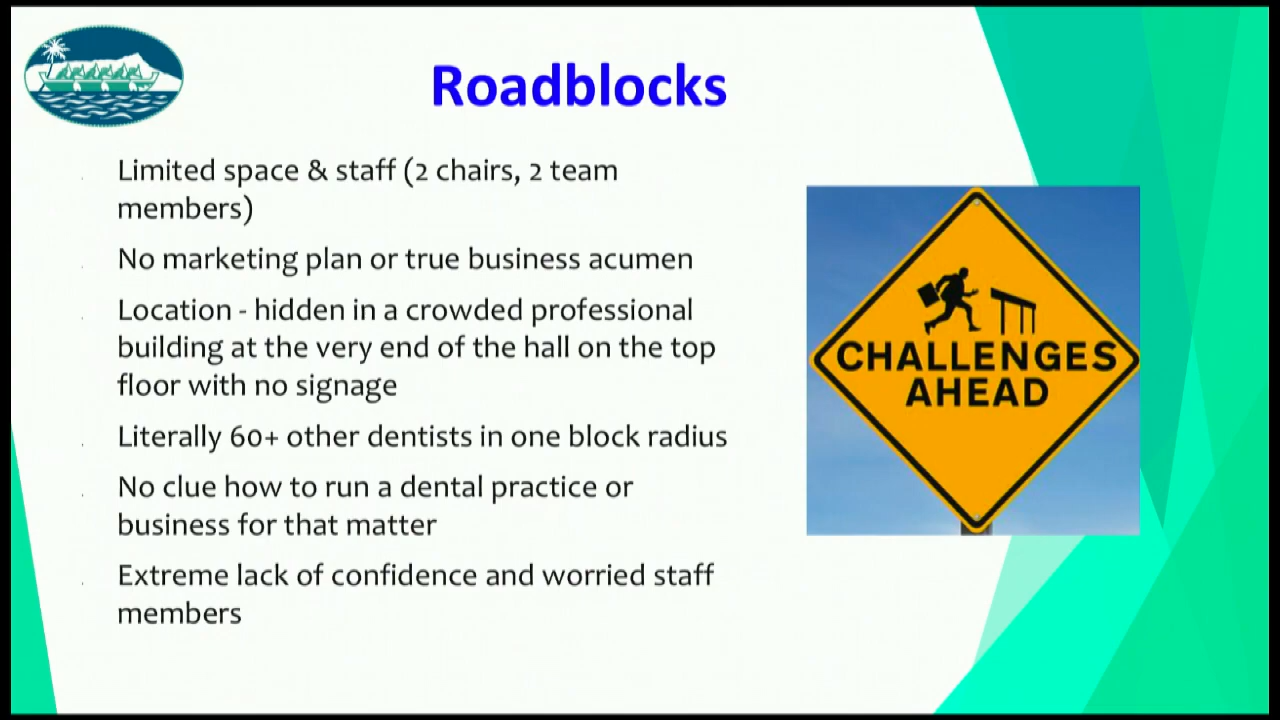 Roadblocks
Limited space & staff (2 chairs, 2 team
members)
No marketing plan or true business acumen
Location - hidden in a crowded professional
building at the very end of the hall on the top
floor with no signage
Literally 60+ other dentists in one block radius
No clue how to run a dental practice or
business for that matter
Extreme lack of confidence and worried staff
members
CHALLENGES
AHEAD